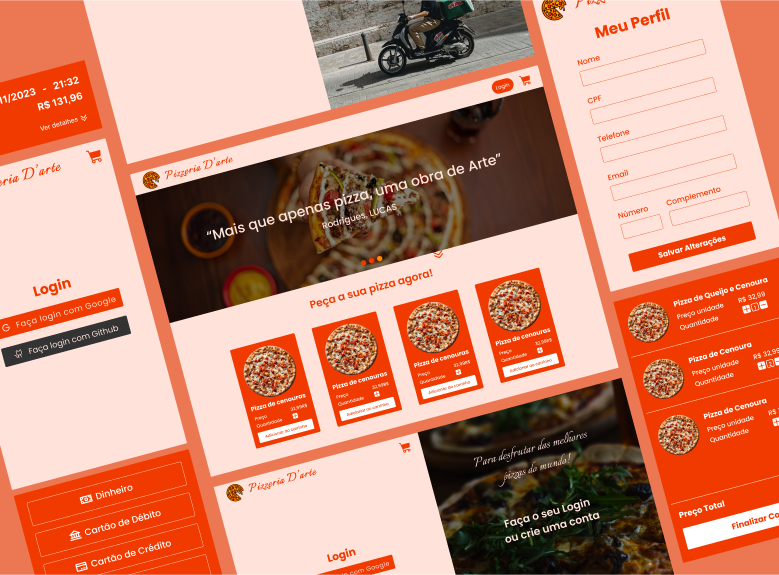 11/2023 - 21:32
R$ 131,96
Ver detalhes
D'arte
Login
Faça login com Google
Faça login com Github
Dinheiro
Cartão de Débito
Cartão de Crédito
Login
Pizzeria D'arte
“Mais que apenas pizza, uma obra de Arte”
Rodrigues, LUCAS
Peça a sua pizza agora!
Pizza de cenouras
Preço 32,99R$
Quantidade
Adicionar ao carrinho
Pizza de cenouras
Preço 32,99R$
Quantidade
Adicionar ao carrinho
Pizza de cenouras
Preço 32,99R$
Quantidade
Adicionar ao carrinho
Pizza de cenouras
Preço 32,99R$
Quantidade
Adicionar ao carrinho
Pizzeria D'arte
Login
Faça login com Google
Para desfrutar das melhores
pizzas do mundo!
Faça o seu Login
ou crie uma conta
Meu Perfil
Nome
CPF
Telefone
Email
Número Complemento
Salvar Alterações
Pizza de Queijo e Cenoura
Preço unidade R$ 32,99
Quantidade
Pizza de Cenoura
Preço unidade R$ 32,99
Quantidade
Pizza de Cenoura
Preço unidade R$
Quantidade
Preço Total
Finalizar